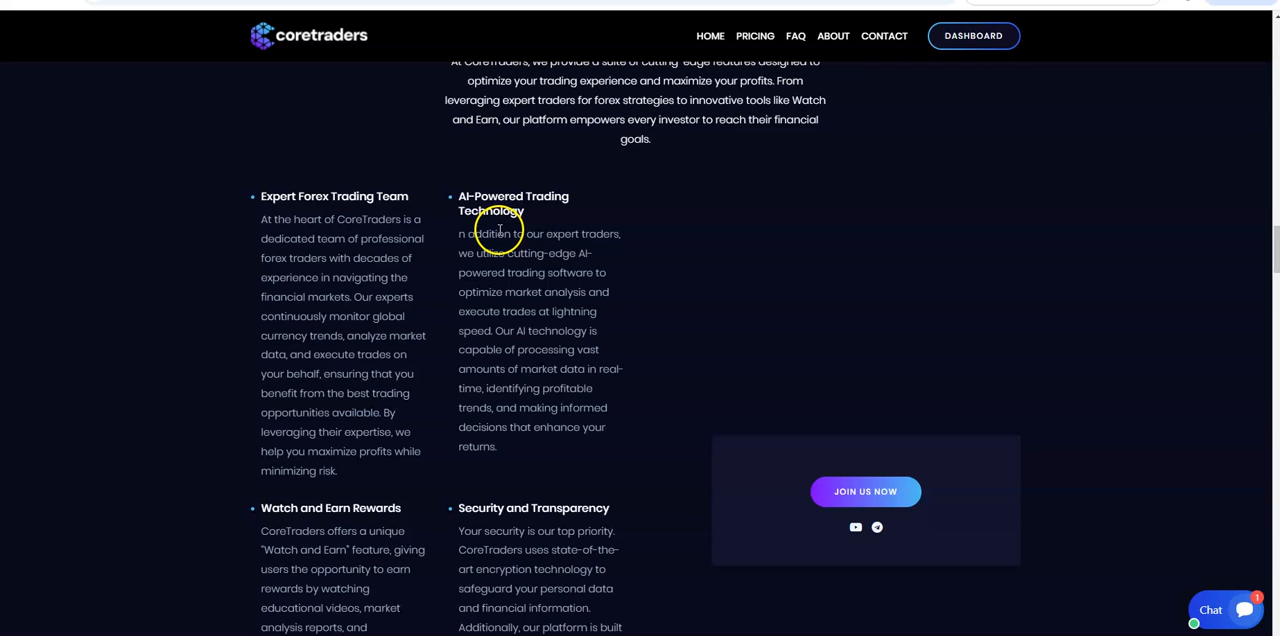 coretraders
HOME PRICING FAQ ABOUT CONTACT DASHBOARD
At CoreTraders, we provide a suite of cutting-edge features designed to
optimize your trading experience and maximize your profits. From
leveraging expert traders for forex strategies to innovative tools like Watch
and Earn, our platform empowers every investor to reach their financial
goals.
Expert Forex Trading Team
At the heart of CoreTraders is a
dedicated team of professional
forex traders with decades of
experience in navigating the
financial markets. Our experts
continuously monitor global
currency trends, analyze market
data, and execute trades on
your behalf, ensuring that you
benefit from the best trading
opportunities available. By
leveraging their expertise, we
help you maximize profits while
minimizing risk.
AI-Powered Trading
Technology
n addition to our expert traders,
we utilize cutting-edge AI-
powered trading software to
optimize market analysis and
execute trades at lightning
speed. Our AI technology is
capable of processing vast
amounts of market data in real-
time, identifying profitable
trends, and making informed
decisions that enhance your
returns.
JOIN US NOW
Watch and Earn Rewards
CoreTraders offers a unique
"Watch and Earn" feature, giving
users the opportunity to earn
rewards by watching
educational videos, market
analysis reports, and
Security and Transparency
Your security is our top priority.
CoreTraders uses state-of-the-
art encryption technology to
safeguard your personal data
and financial information.
Additionally, our platform is built
Chat
1